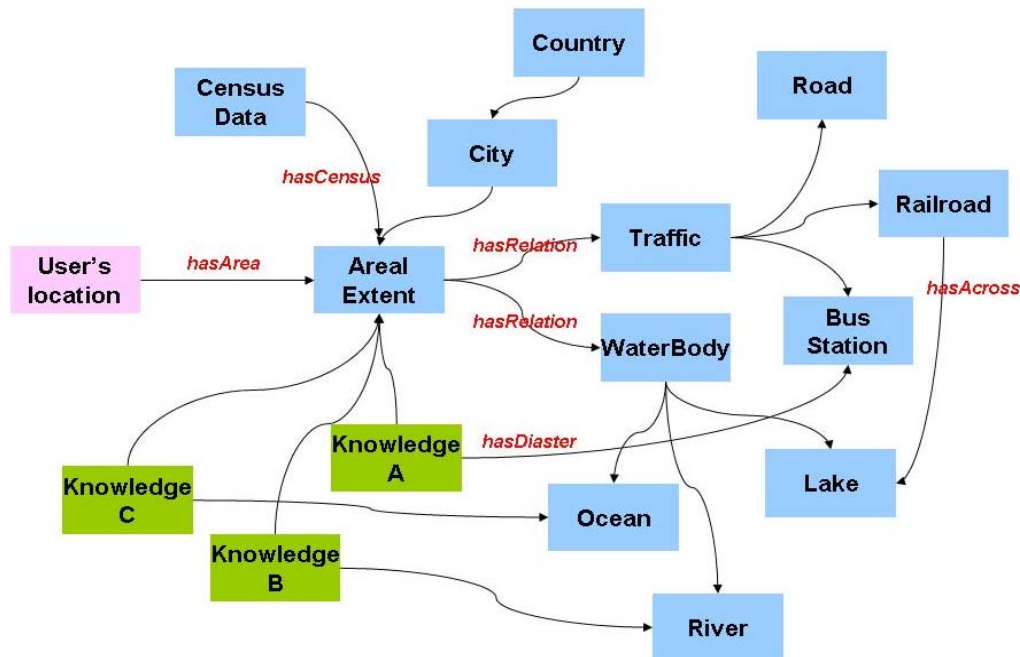 Country
Census
Data
Road
City
hasCensus
Railroad
User's
location
hasArea
Areal
Extent
hasRelation
Traffic
hasAcross
hasRelation
WaterBody
Bus
Station
Knowledge
A
hasDiaster
Knowledge
C
Lake
Ocean
Knowledge
B
River